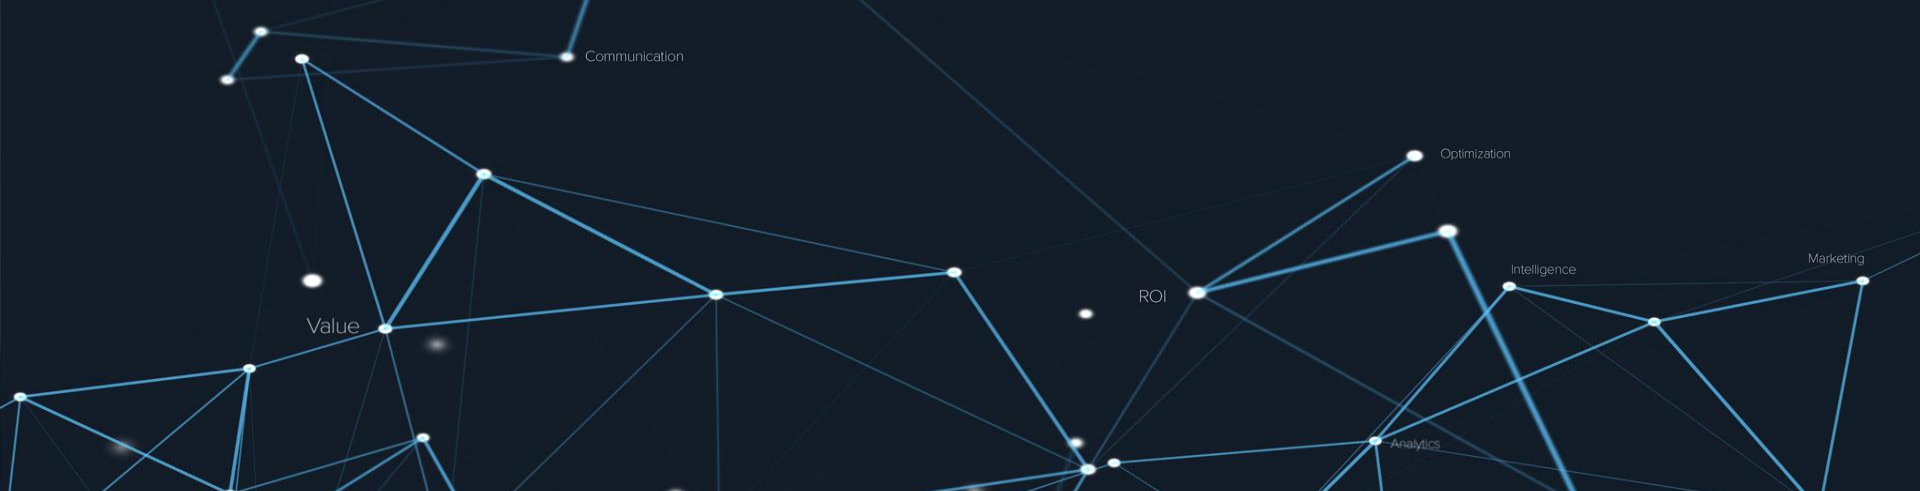 Communication
Optimization
Marketing
Intelligence
ROI
Value
Analytics